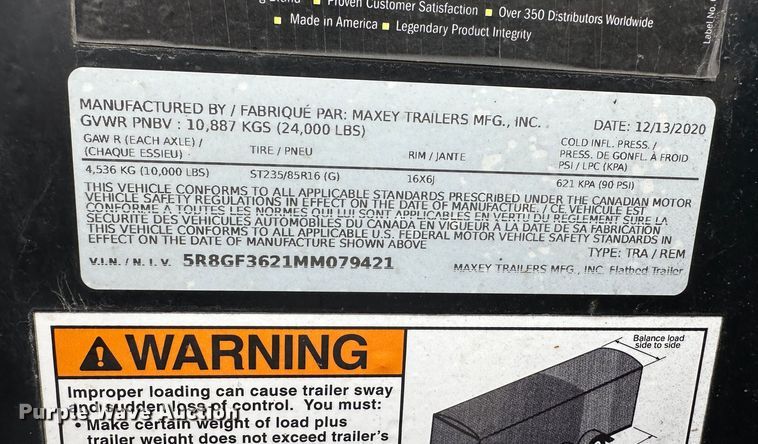 Brand ■ Proven Customer Satisfaction ■ Over 350 Distributors Worldwide
■ Made in America ■ Legendary Product Integrity
Label No.
MANUFACTURED BY / FABRIQUÉ PAR: MAXEY TRAILERS MFG., INC.
DATE: 12/13/2020
GVWR PNBV : 10,887 KGS (24,000 LBS)
GAW R (EACH AXLE) /
(CHAQUE ESSIEU)
TIRE / PNEU
RIM / JANTE
COLD INFL. PRESS. /
PRESS. DE GONFL. À FROID
PSI / LPC (KPA)
4,536 KG (10,000 LBS)
ST235/85R16 (G)
16X6J
621 KPA (90 PSI)
THIS VEHICLE CONFORMS TO ALL APPLICABLE STANDARDS PRESCRIBED UNDER THE CANADIAN MOTOR
VEHICLE SAFETY REGULATIONS IN EFFECT ON THE DATE OF MANUFACTURE / CE VÉHICULE EST
CONFORME À TOUTES LES NORMES QUI LUI SONT APPLICABLES EN VERTU DU RÈGLEMENT SUR LA
SÉCURITÉ DES VÉHICULES AUTOMOBILES DU CANADA EN VIGUEUR À LA DATE DE SA FABRICATION
THIS VEHICLE CONFORMS TO ALL APPLICABLE U.S. FEDERAL MOTOR VEHICLE SAFETY STANDARDS IN
EFFECT ON THE DATE OF MANUFACTURE SHOWN ABOVE
TYPE: TRA / REM
V.I.N. / N.I.V. 5R8GF3621MM079421
MAXEY TRAILERS MFG., INC. Flatbed Trailer
WARNING
Improper loading can cause trailer sway
and sudden loss of control. You must:
• Make certain weight of load plus
trailer weight does not exceed trailer's
Balance load
side to side
Purple Wave Auction